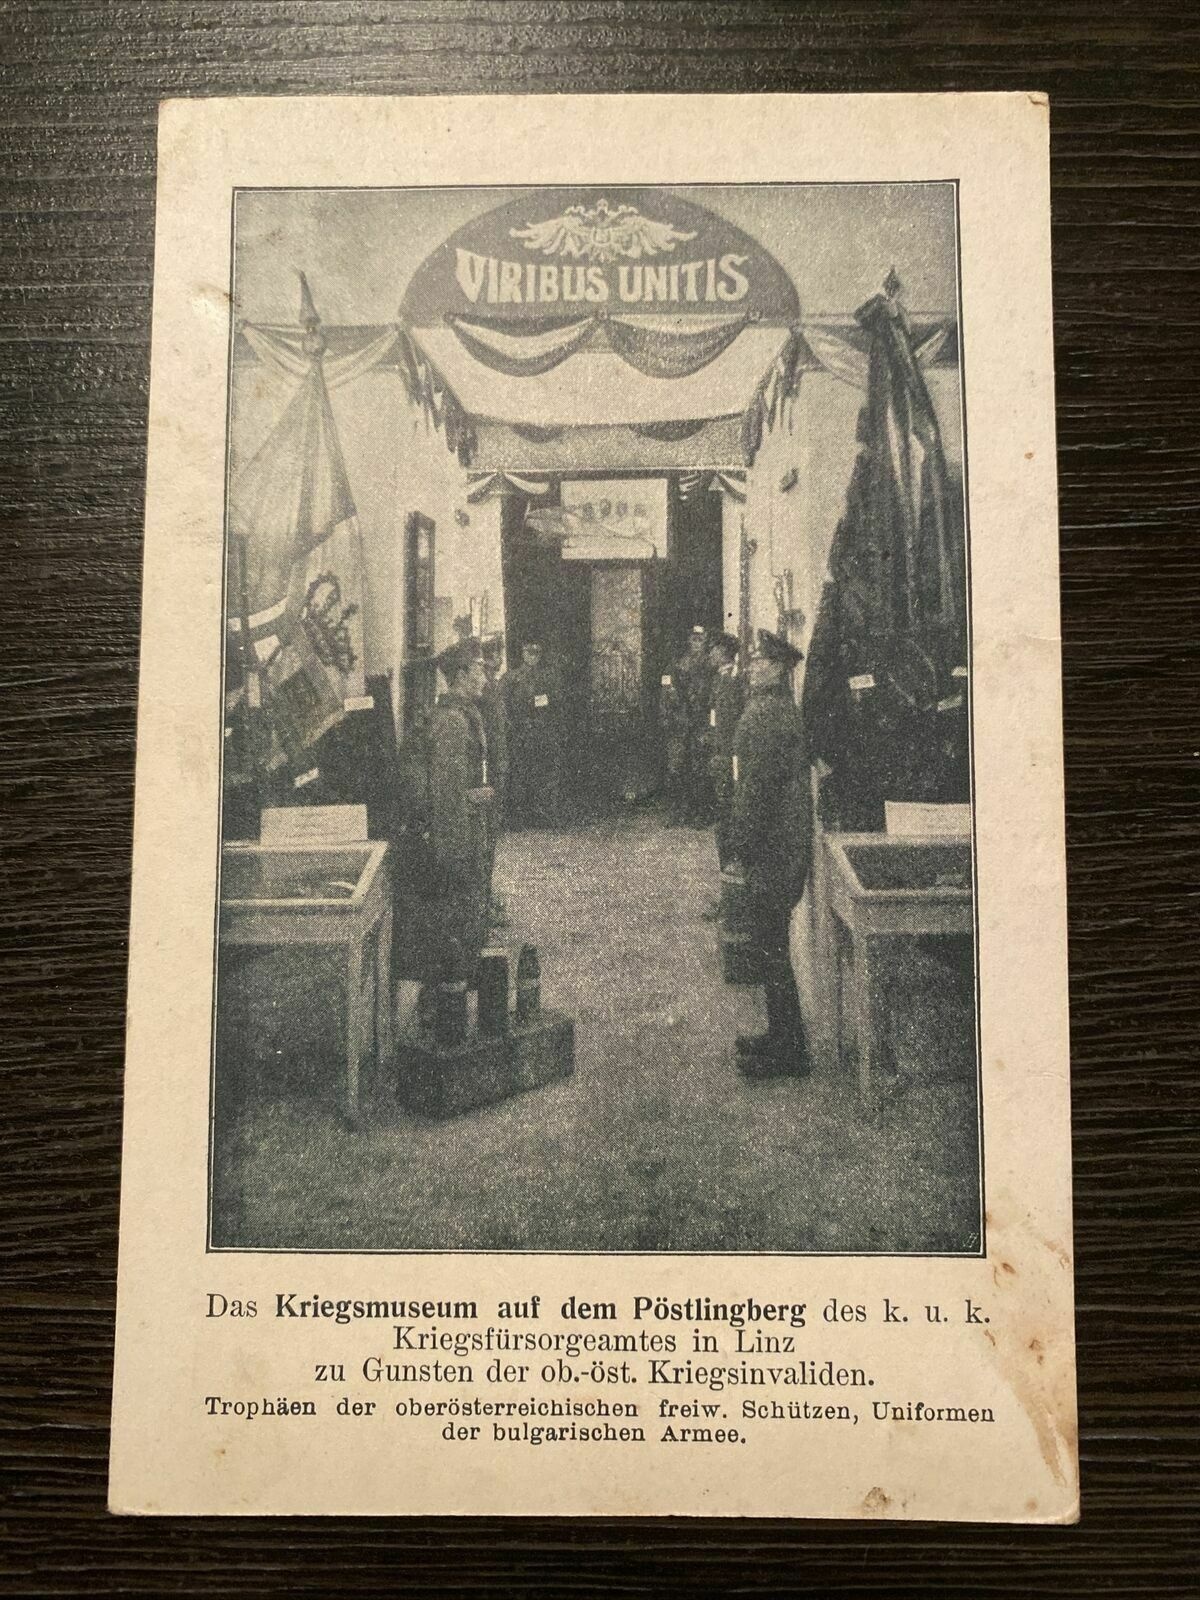 VIRIBUS UNITIS
Das Kriegsmuseum auf dem Pöstlingberg des k. u. k.
Kriegsfürsorgeamtes in Linz
zu Gunsten der ob.-öst. Kriegsinvaliden.
Trophäen der oberösterreichischen freiw. Schützen, Uniformen
der bulgarischen Armee.